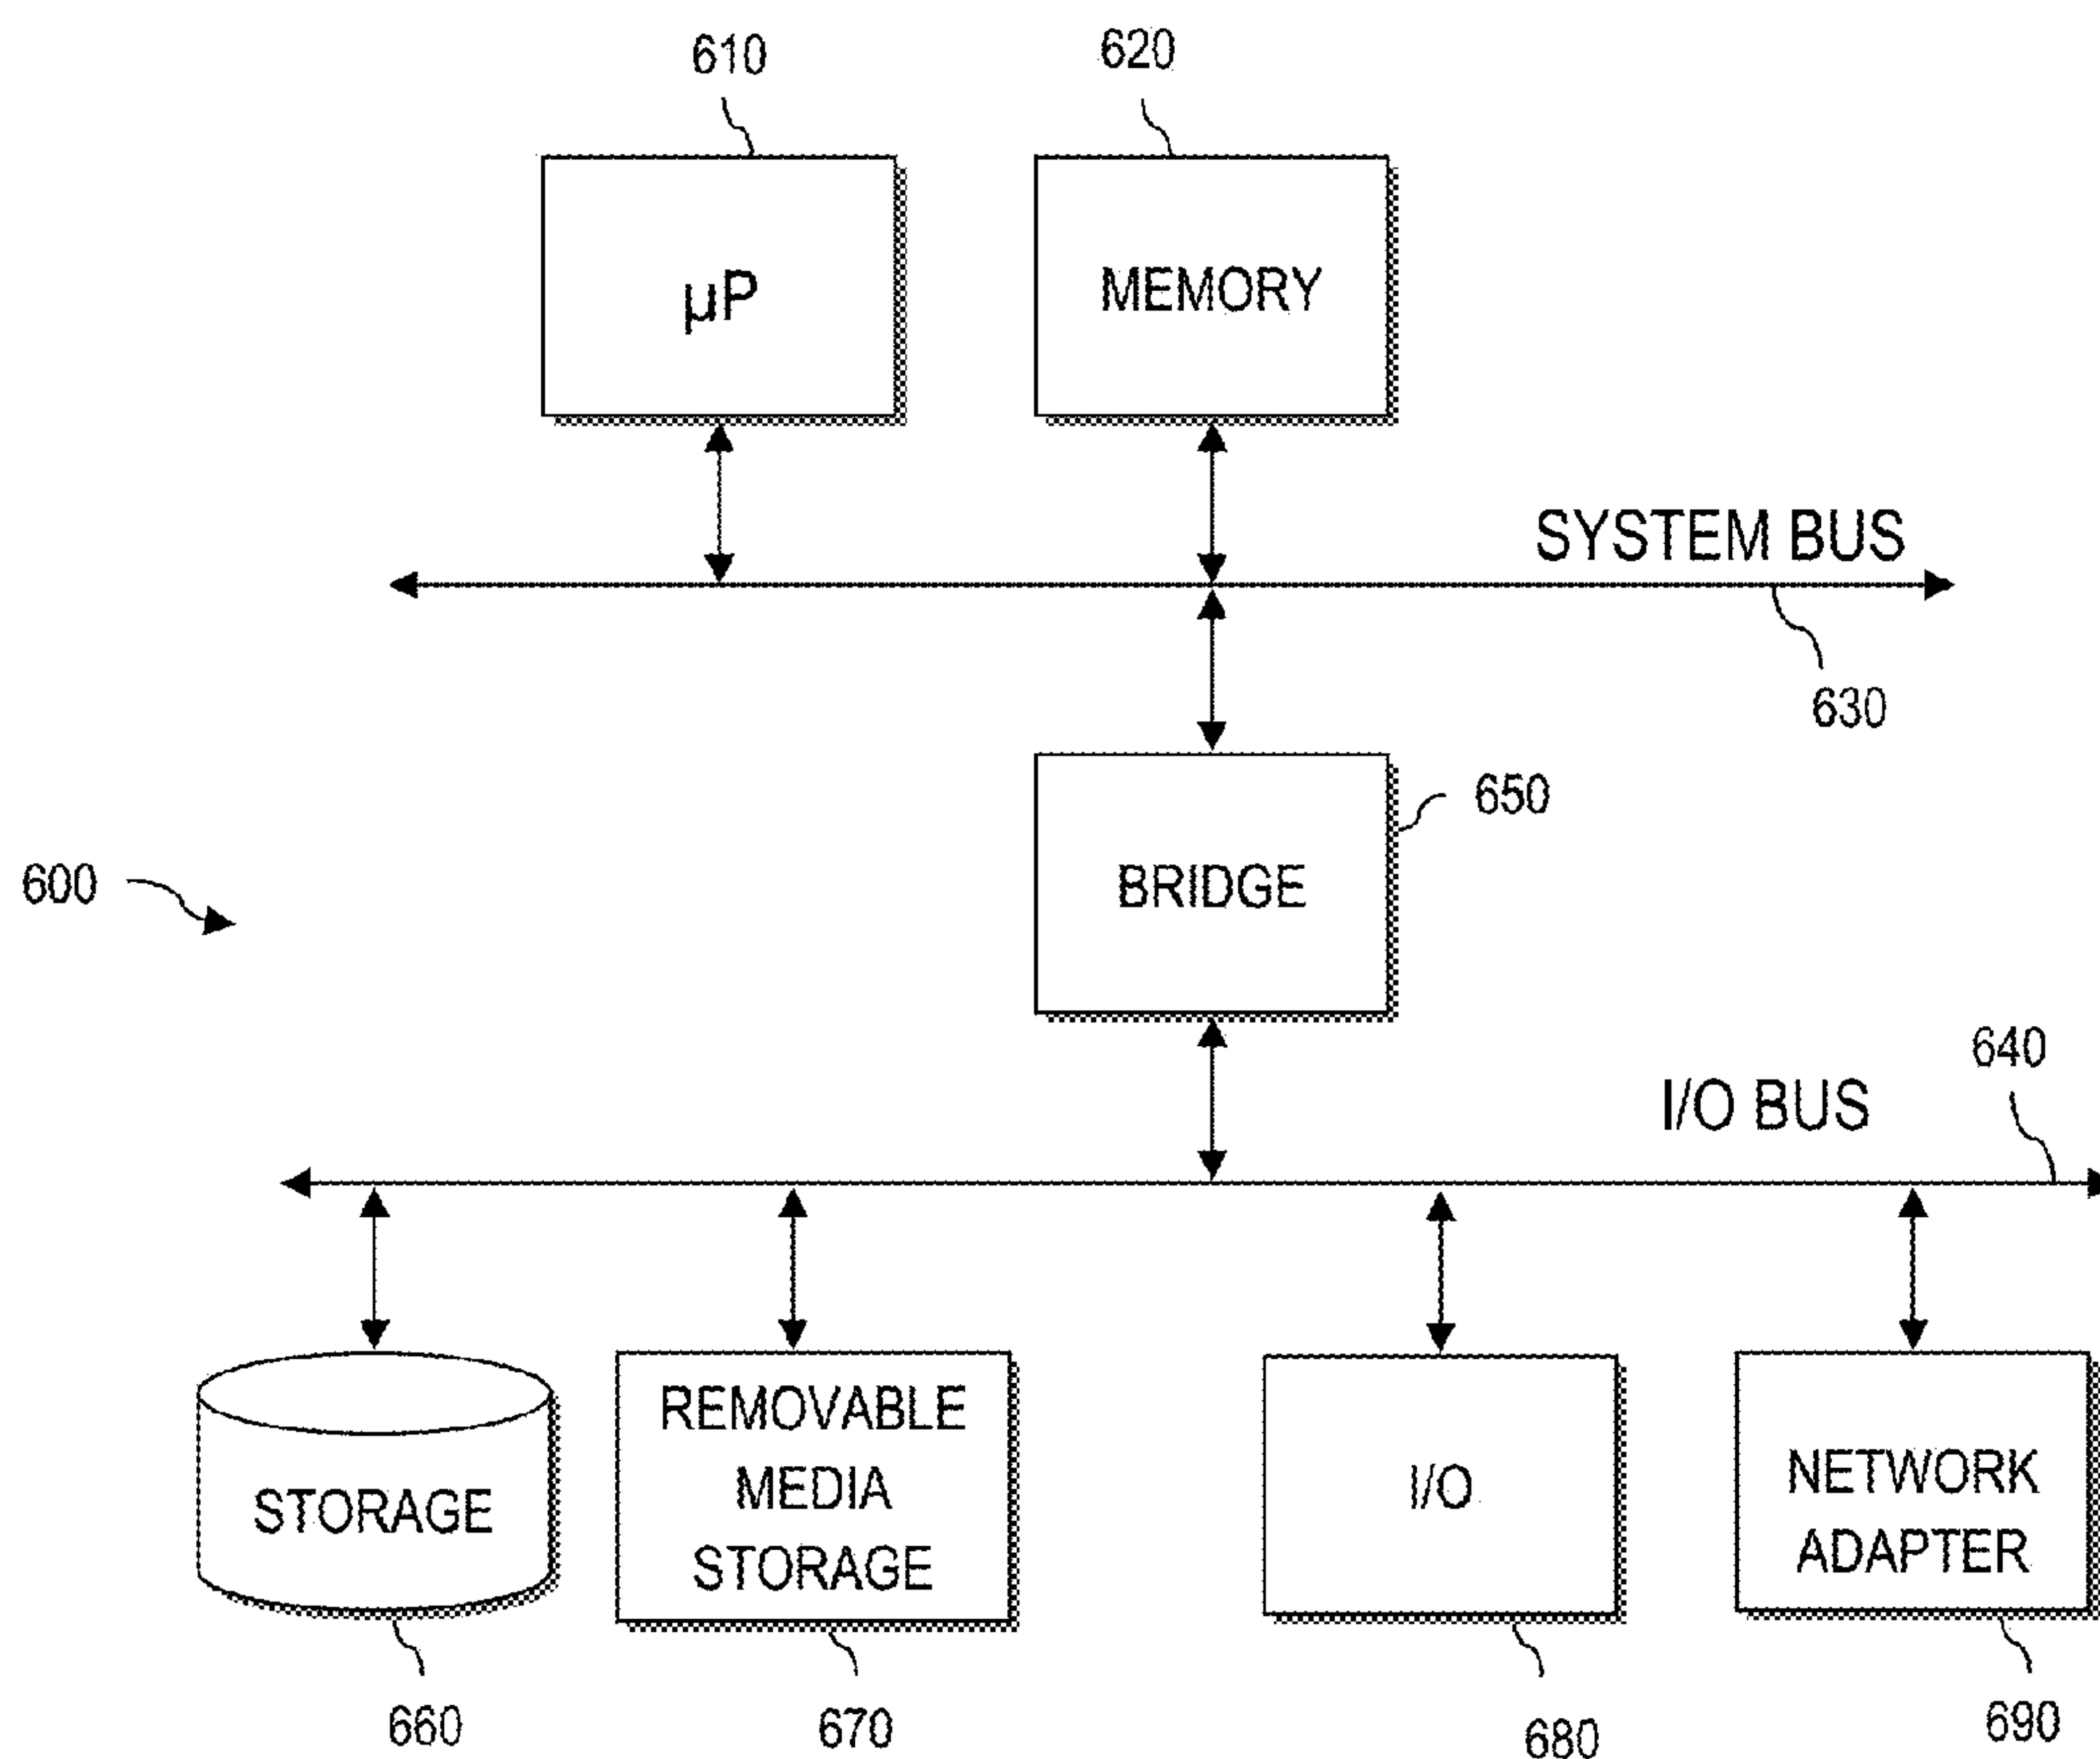 610
620
µP
MEMORY
SYSTEM BUS
630
650
BRIDGE
600
640
I/O BUS
STORAGE
REMOVABLE
MEDIA
STORAGE
I/O
NETWORK
ADAPTER
660
670
680
690